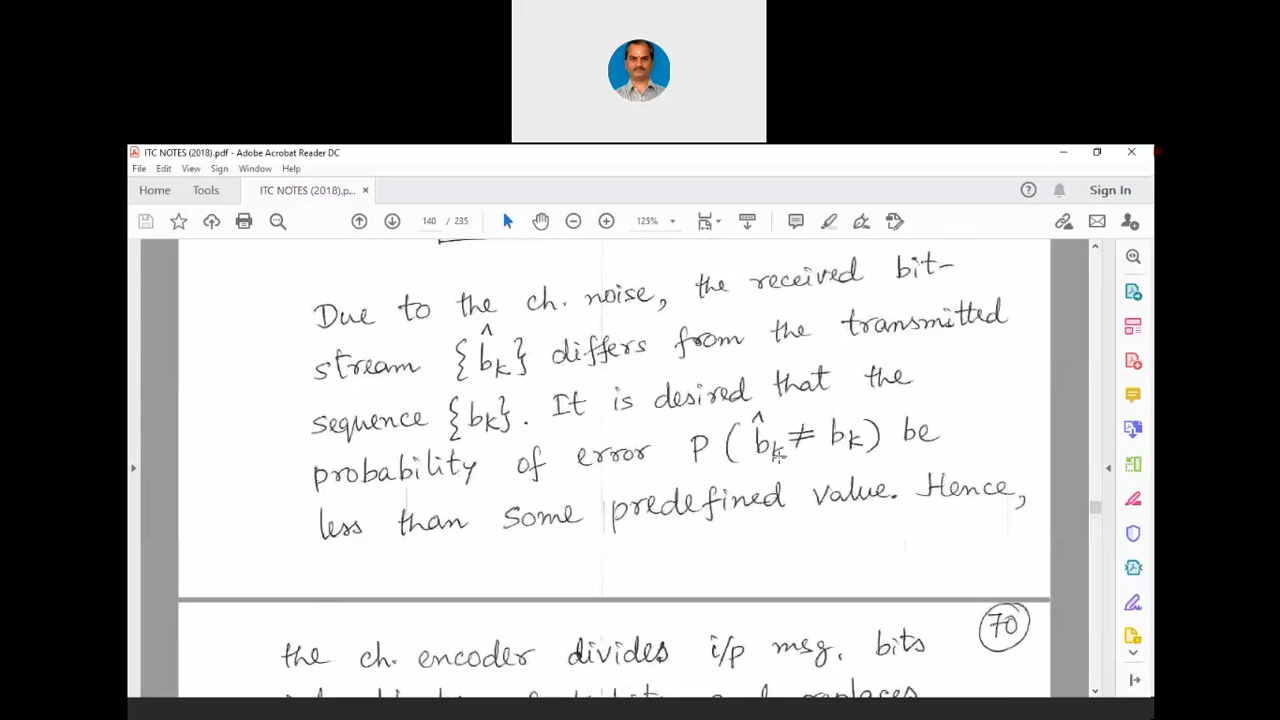 ITC NOTES (2018).pdf - Adobe Acrobat Reader DC
File Edit View Sign Window Help
Home Tools ITC NOTES (2018).p... × Sign In
140 / 235 125%
Due to the ch. noise, the received bit-
stream {b̂k} differs from the transmitted
sequence {bk}. It is desired that the
probability of error P ( b̂k ≠ bk) be
less than some predefined value. Hence,
70
the ch. encoder divides i/p msg. bits
replaces